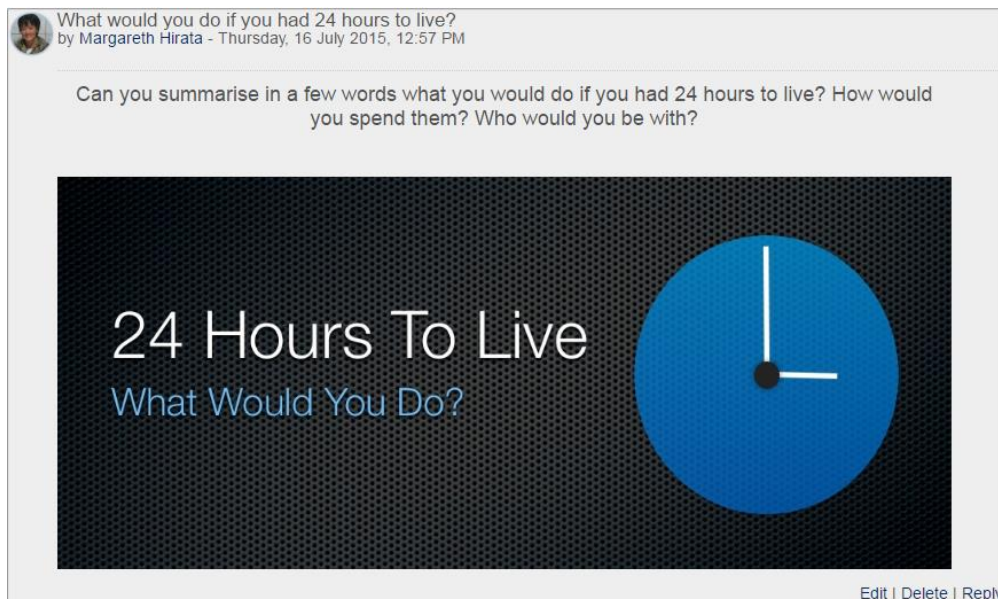 What would you do if you had 24 hours to live?
by Margareth Hirata - Thursday, 16 July 2015, 12:57 PM
Can you summarise in a few words what you would do if you had 24 hours to live? How would
you spend them? Who would you be with?
24 Hours To Live
What Would You Do?
Edit | Delete | Reply